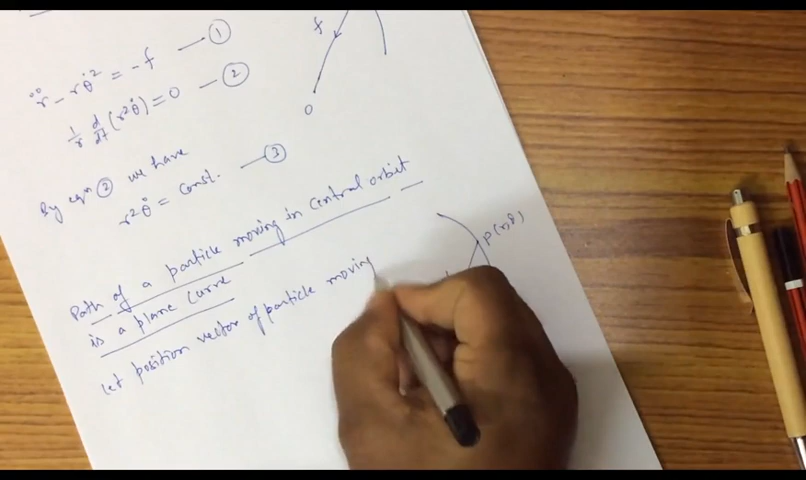 f
r̈ - rθ̇² = -f — ①
1/r d/dt (r²θ̇) = 0 — ②
O
By eqn ② we have
r²θ̇ = const. — ③
Path of a particle moving in Central orbit
is a plane curve
P(r,θ)
let position vector of particle moving